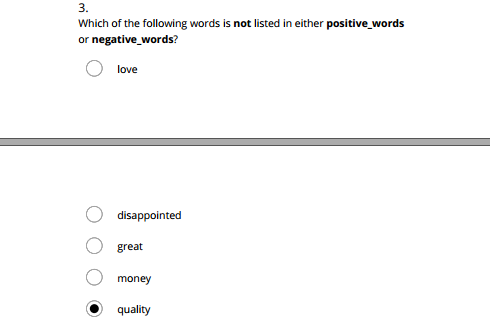 3.
Which of the following words is not listed in either positive_words
or negative_words?
love
disappointed
great
money
quality